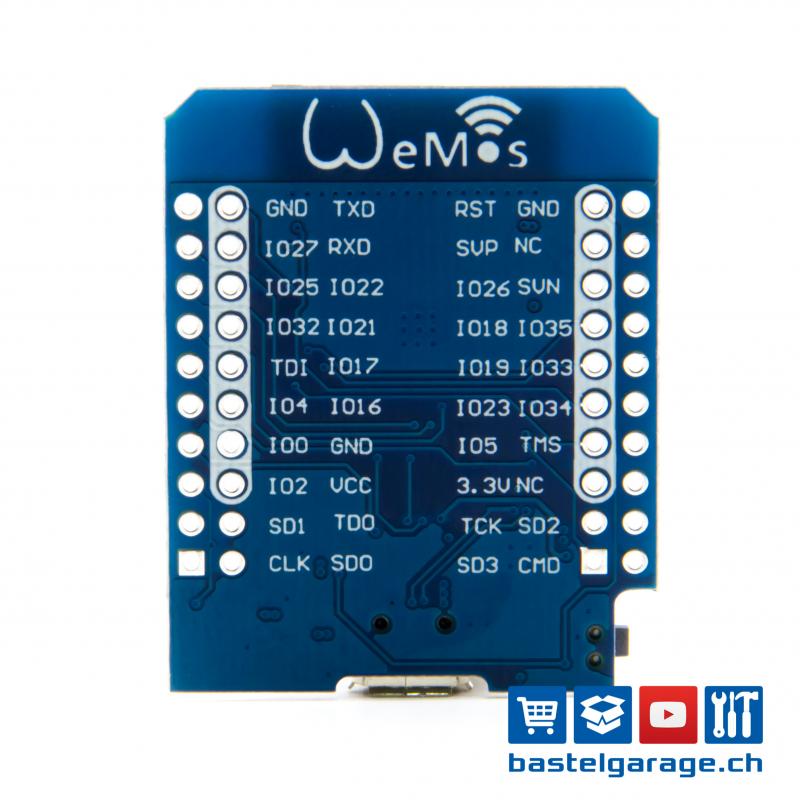 WeMos
GND TXD RST GND
IO27 RXD SVP NC
IO25 IO22 IO26 SVN
IO32 IO21 IO18 IO35
TDI IO17 IO19 IO33
IO4 IO16 IO23 IO34
IO0 GND IO5 TMS
IO2 VCC 3.3V NC
SD1 TDO TCK SD2
CLK SD0 SD3 CMD
bastelgarage.ch